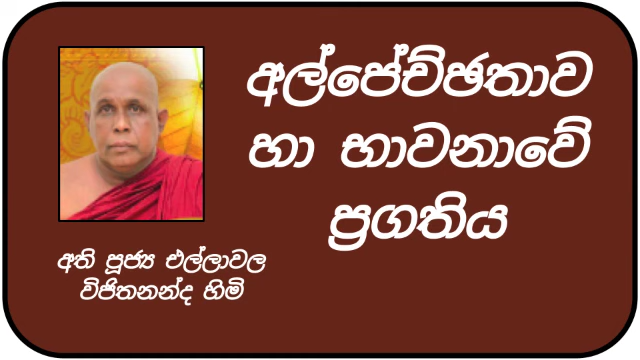 අල්පේච්ඡතාව
හා භාවනාවේ
ප්‍රගතිය
අති පූජ්‍ය එල්ලාවල
විජිතනන්ද හිමි